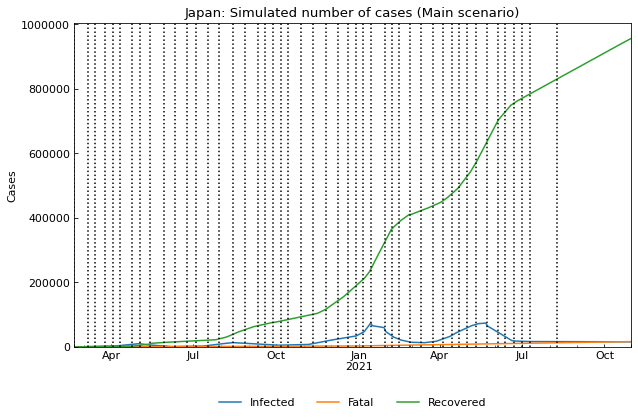 Japan: Simulated number of cases (Main scenario)
1000000
800000
600000
400000
200000
0
Cases
Apr Jul Oct Jan Apr Jul Oct
2021
Infected Fatal Recovered